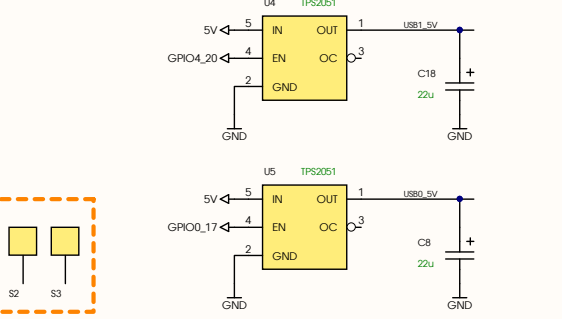 U4 TPS2051
5V 5 IN OUT 1 USB1_5V
GPIO4_20 4 EN OC 3
2 GND
C18 +
22u
GND GND
U5 TPS2051
5V 5 IN OUT 1 USB0_5V
GPIO0_17 4 EN OC 3
2 GND
C8 +
22u
S2 S3
GND GND